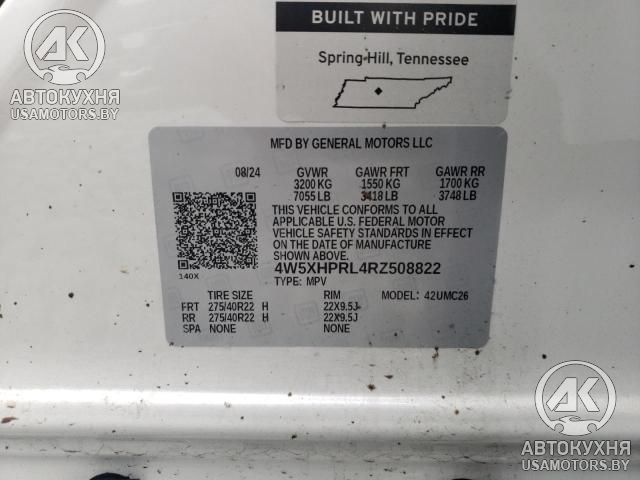 BUILT WITH PRIDE
Spring Hill, Tennessee
AK
АВТОКУХНЯ
USAMOTORS.BY
MFD BY GENERAL MOTORS LLC
08/24 GVWR GAWR FRT GAWR RR
3200 KG 1550 KG 1700 KG
7055 LB 3418 LB 3748 LB
THIS VEHICLE CONFORMS TO ALL
APPLICABLE U.S. FEDERAL MOTOR
VEHICLE SAFETY STANDARDS IN EFFECT
ON THE DATE OF MANUFACTURE
SHOWN ABOVE.
4W5XHPRL4RZ508822
140X
TYPE: MPV
TIRE SIZE RIM MODEL: 42UMC26
FRT 275/40R22 H 22X9.5J
RR 275/40R22 H 22X9.5J
SPA NONE NONE
AK
АВТОКУХНЯ
USAMOTORS.BY